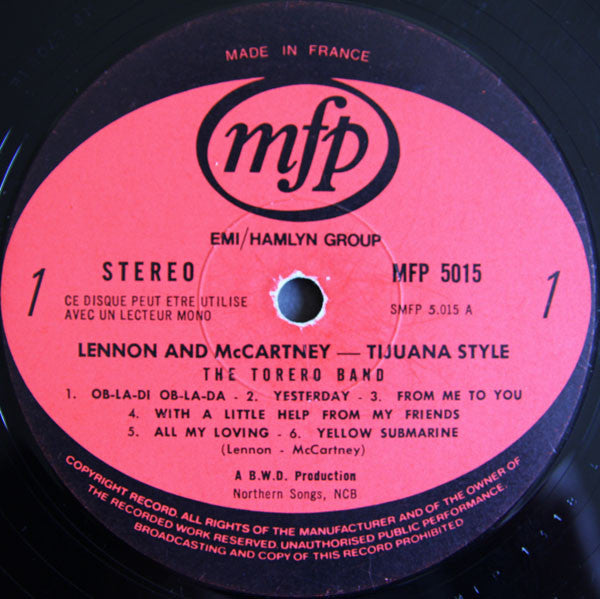 MADE IN FRANCE
mfp
EMI/HAMLYN GROUP
1
STEREO
MFP 5015
1
CE DISQUE PEUT ETRE UTILISE
AVEC UN LECTEUR MONO
SMFP 5.015 A
LENNON AND McCARTNEY — TIJUANA STYLE
THE TORERO BAND
1. OB-LA-DI OB-LA-DA - 2. YESTERDAY - 3. FROM ME TO YOU
4. WITH A LITTLE HELP FROM MY FRIENDS
5. ALL MY LOVING - 6. YELLOW SUBMARINE
(Lennon - McCartney)
A B.W.D. Production
Northern Songs, NCB
COPYRIGHT RECORD. ALL RIGHTS OF THE MANUFACTURER AND OF THE OWNER OF
THE RECORDED WORK RESERVED. UNAUTHORISED PUBLIC PERFORMANCE.
BROADCASTING AND COPY OF THIS RECORD PROHIBITED